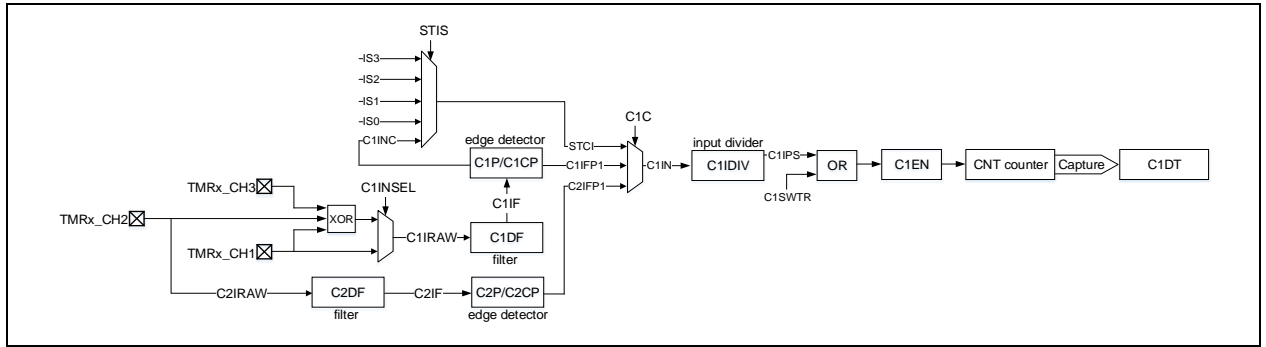 STIS
IS3
IS2
IS1
IS0
C1INC
edge detector
C1P/C1CP
STCI
C1IFP1
C2IFP1
C1C
C1IN
input divider
C1IDIV
C1IPS
C1SWTR
OR
C1EN
CNT counter
Capture
C1DT
TMRx_CH3
TMRx_CH2
TMRx_CH1
XOR
C1INSEL
C1IRAW
C1IF
C1DF
filter
C2IRAW
C2DF
filter
C2IF
C2P/C2CP
edge detector